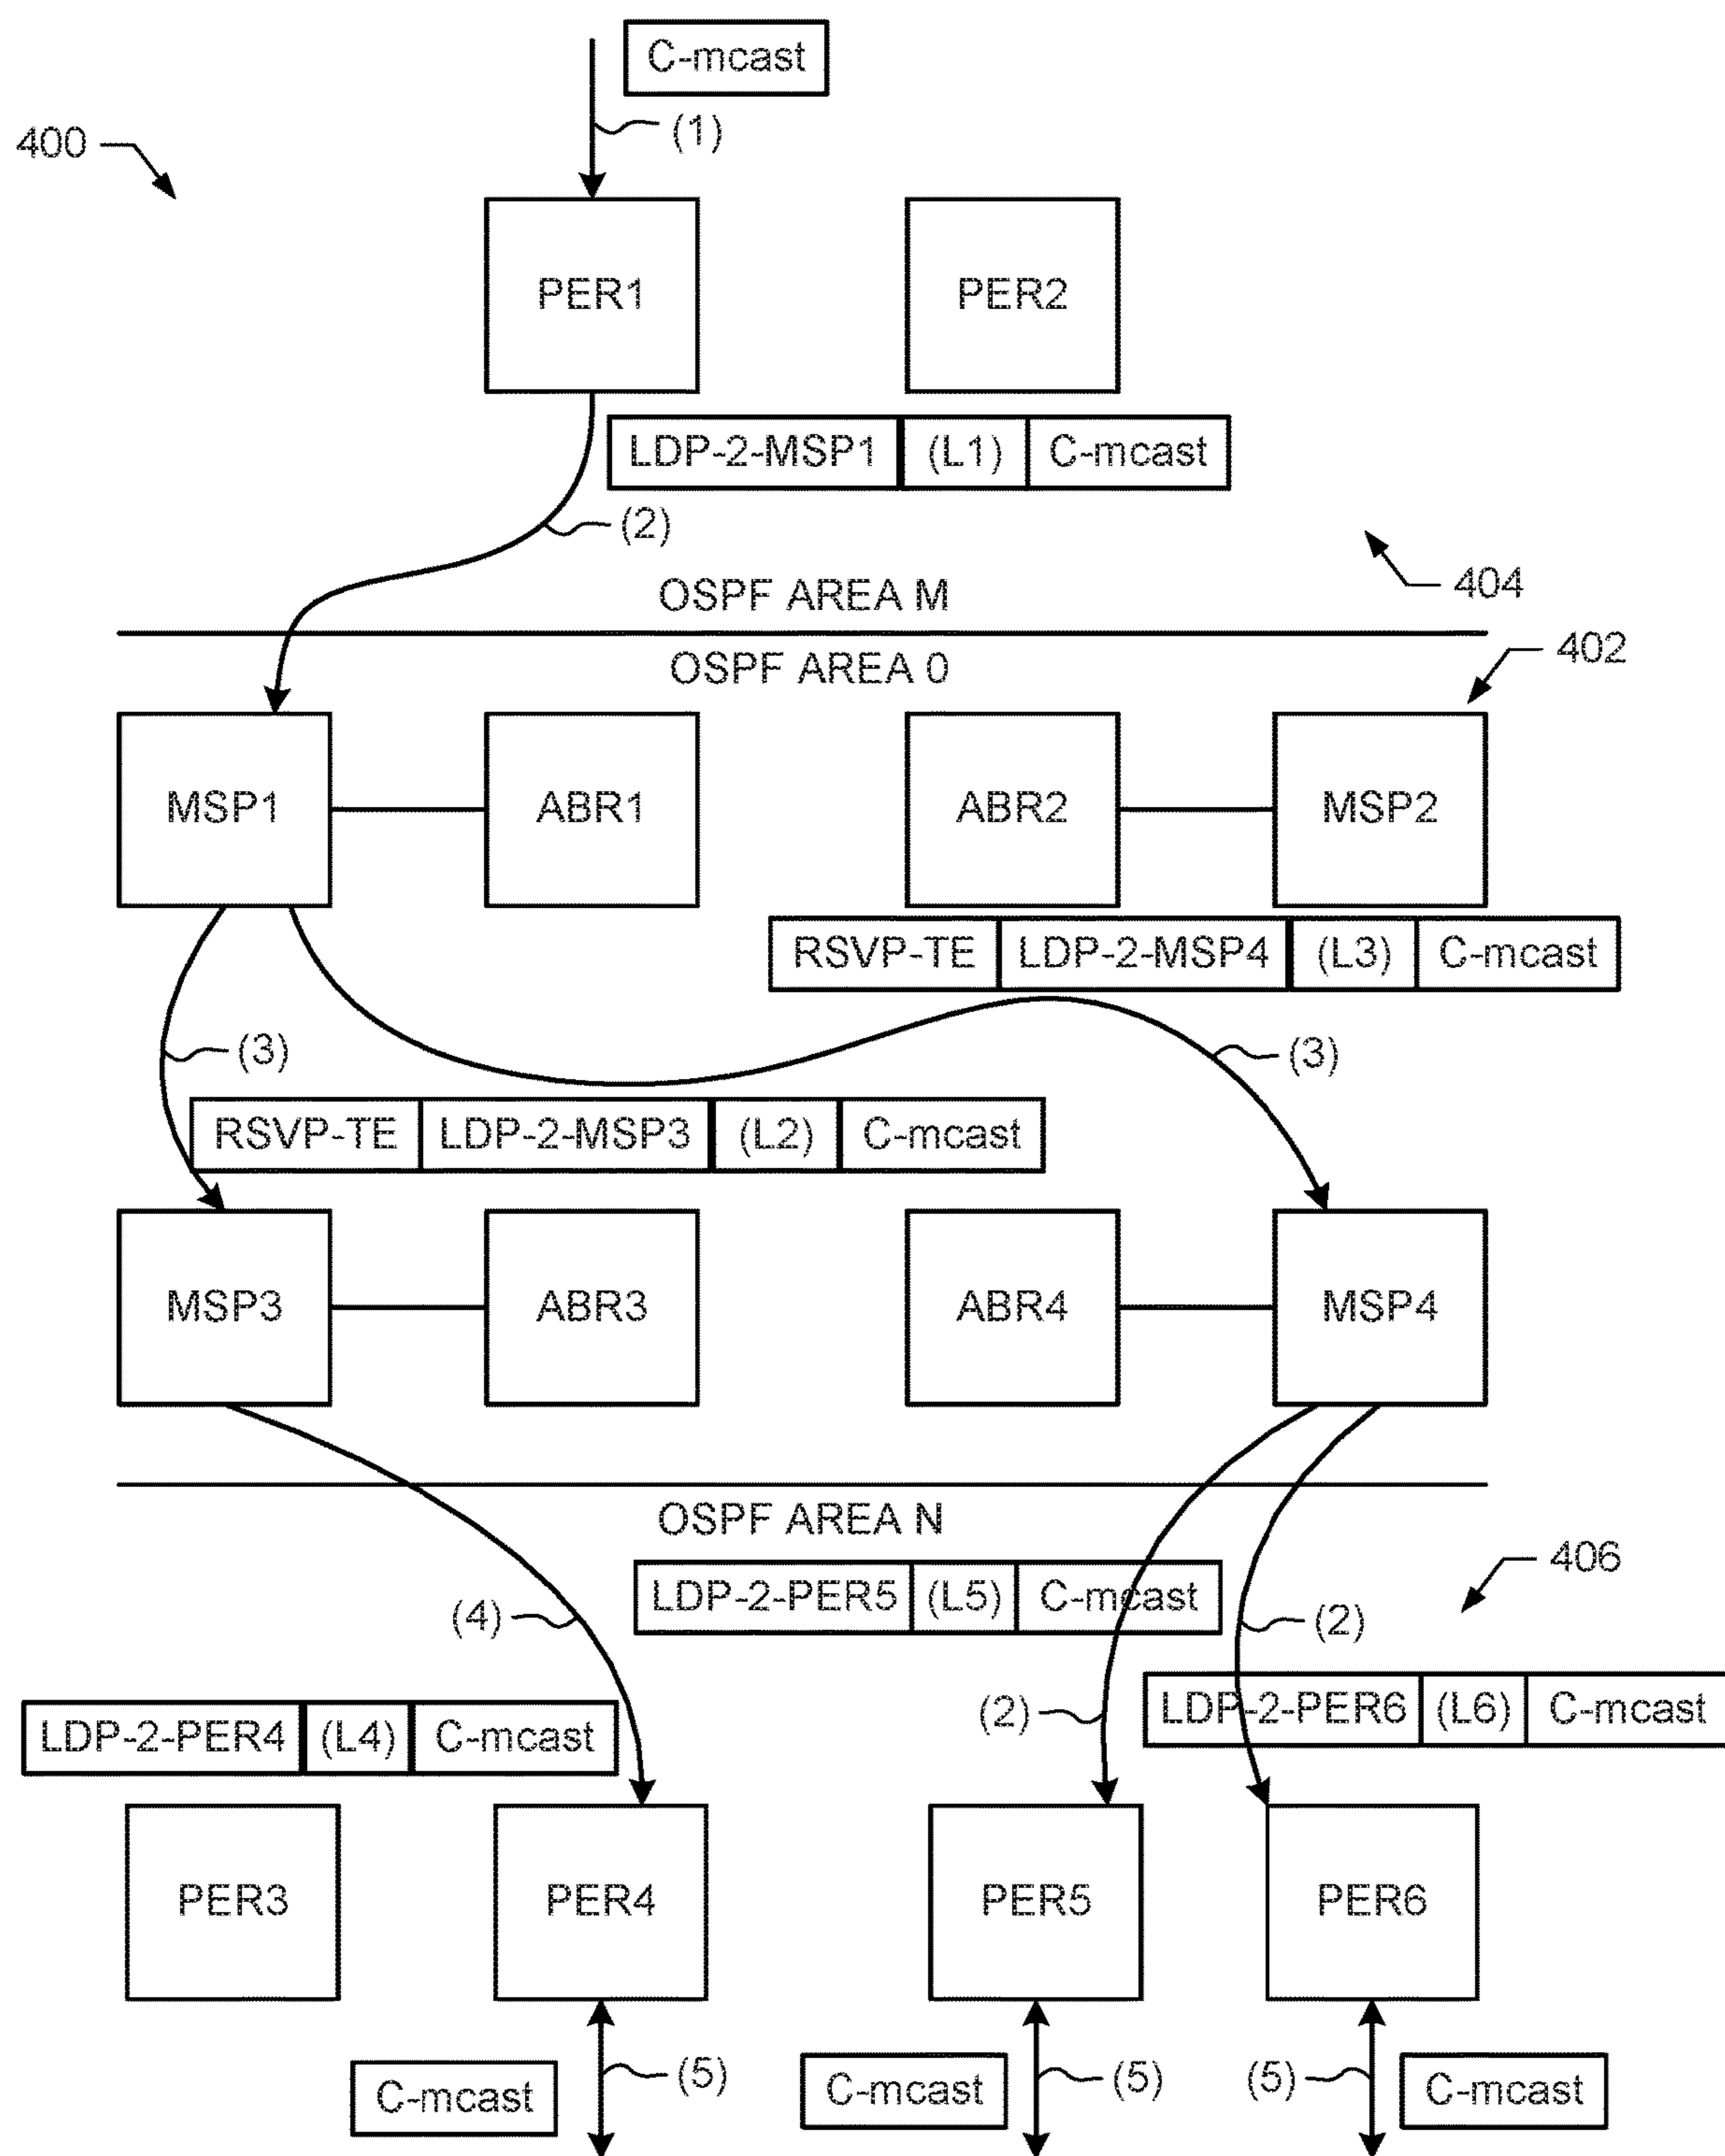 C-mcast
(1)
400
PER1 PER2
LDP-2-MSP1 (L1) C-mcast
(2)
OSPF AREA M
404
OSPF AREA 0
402
MSP1 ABR1 ABR2 MSP2
RSVP-TE LDP-2-MSP4 (L3) C-mcast
(3) (3)
RSVP-TE LDP-2-MSP3 (L2) C-mcast
MSP3 ABR3 ABR4 MSP4
OSPF AREA N
406
LDP-2-PER5 (L5) C-mcast
(4) (2)
(2)
LDP-2-PER6 (L6) C-mcast
LDP-2-PER4 (L4) C-mcast
PER3 PER4 PER5 PER6
C-mcast (5) C-mcast (5) (5) C-mcast